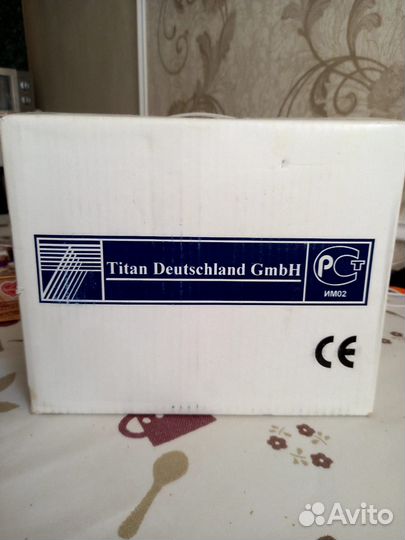 Titan Deutschland GmbH
РСТ
ИМ02
CE
Avito